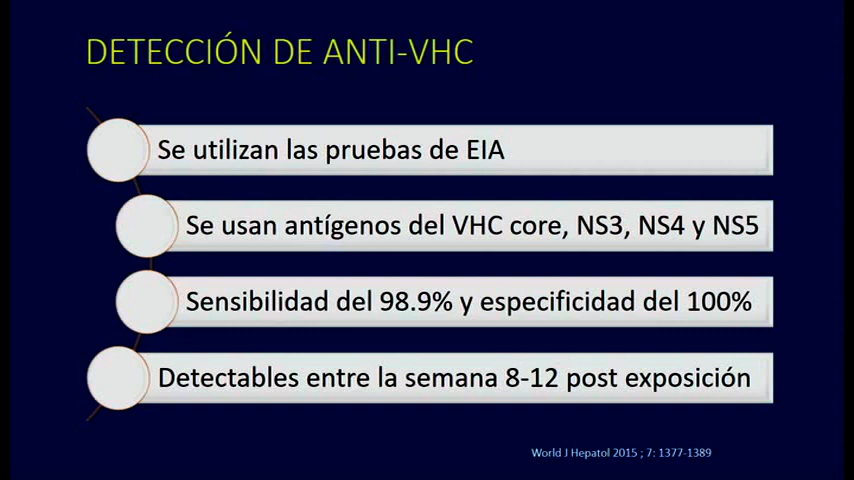 DETECCIÓN DE ANTI-VHC
Se utilizan las pruebas de EIA
Se usan antígenos del VHC core, NS3, NS4 y NS5
Sensibilidad del 98.9% y especificidad del 100%
Detectables entre la semana 8-12 post exposición
World J Hepatol 2015 ; 7: 1377-1389